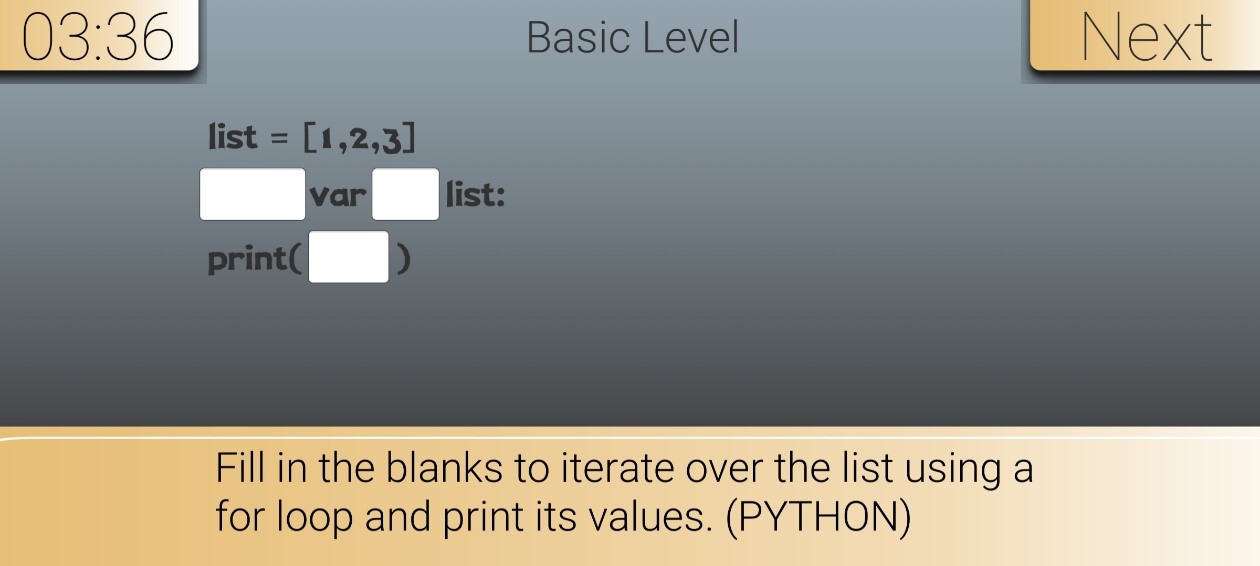 03:36
Basic Level
Next
list = [1,2,3]
var list:
print( )
Fill in the blanks to iterate over the list using a
for loop and print its values. (PYTHON)